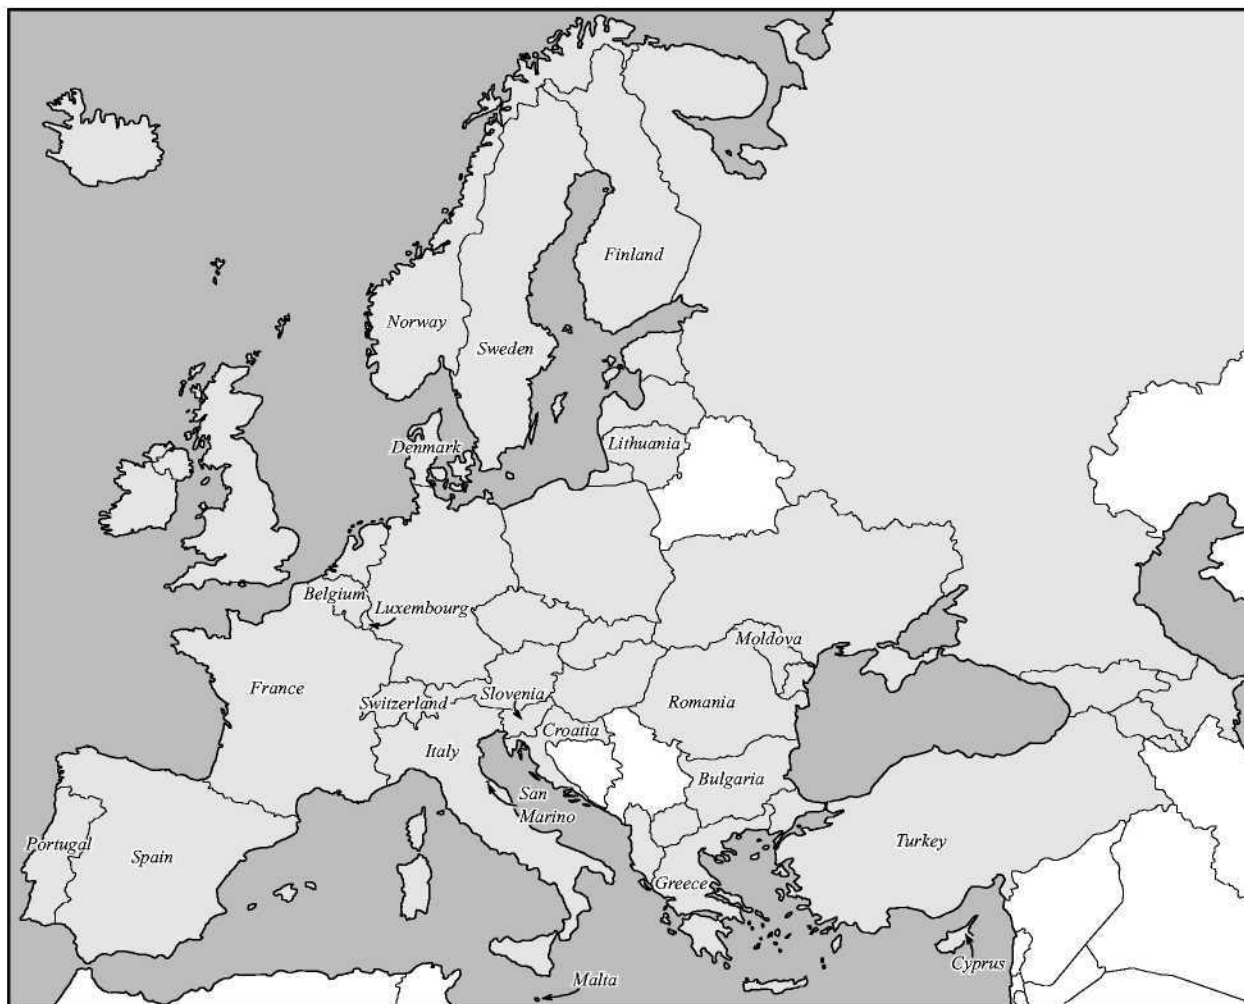 Finland
Norway
Sweden
Denmark
Lithuania
Belgium
Luxembourg
Moldova
France
Switzerland
Slovenia
Romania
Croatia
Italy
Bulgaria
San
Marino
Portugal
Spain
Turkey
Greece
Cyprus
Malta